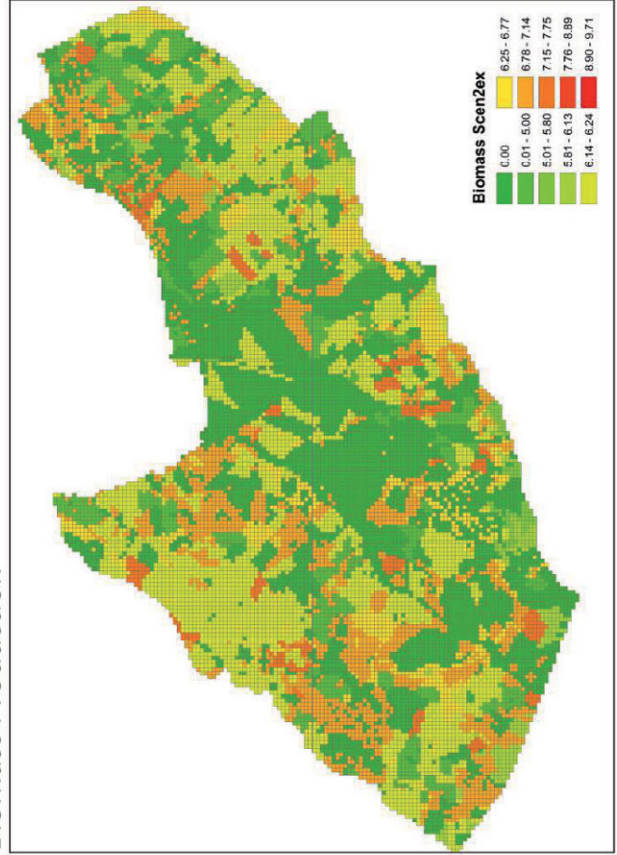 Biomass Production
Biomass Scen2ex
0.00 6.25 - 6.77
0.01 - 5.00 6.78 - 7.14
5.01 - 5.80 7.15 - 7.75
5.81 - 6.13 7.76 - 8.89
6.14 - 6.24 8.90 - 9.71